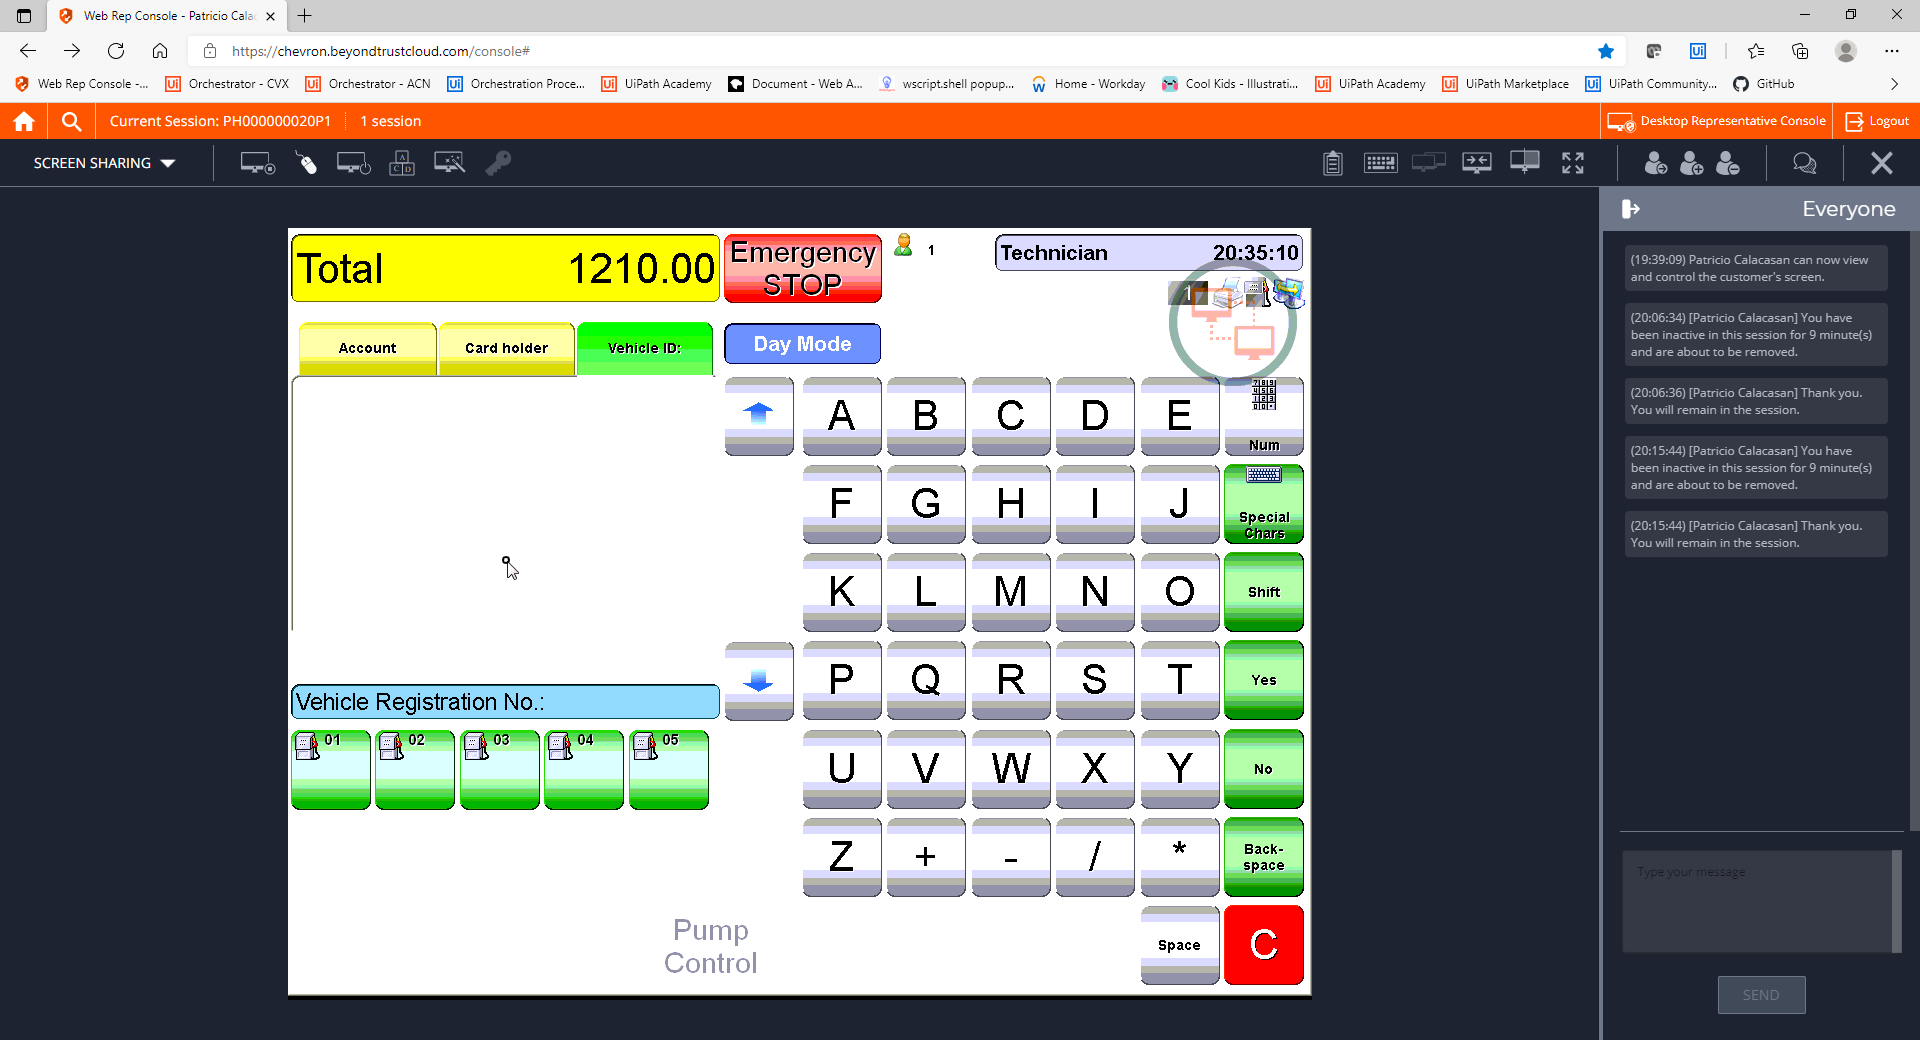 Web Rep Console - Patricio Cala
https://chevron.beyondtrustcloud.com/console#
Web Rep Console -...
Orchestrator - CVX
Orchestrator - ACN
Orchestration Proce...
UiPath Academy
Document - Web A...
wscript.shell popup...
Home - Workday
Cool Kids - Illustrati...
UiPath Academy
UiPath Marketplace
UiPath Community...
GitHub
Current Session: PH000000020P1
1 session
Desktop Representative Console
Logout
SCREEN SHARING
Everyone
(19:39:09) Patricio Calacasan can now view
and control the customer's screen.
(20:06:34) [Patricio Calacasan] You have
been inactive in this session for 9 minute(s)
and are about to be removed.
(20:06:36) [Patricio Calacasan] Thank you.
You will remain in the session.
(20:15:44) [Patricio Calacasan] You have
been inactive in this session for 9 minute(s)
and are about to be removed.
(20:15:44) [Patricio Calacasan] Thank you.
You will remain in the session.
Type your message
SEND
Total 1210.00
Emergency
STOP
1
Technician 20:35:10
1
Account
Card holder
Vehicle ID:
Day Mode
A B C D E
Num
F G H I J
Special
Chars
K L M N O
Shift
P Q R S T
Yes
Vehicle Registration No.:
01 02 03 04 05
U V W X Y
No
Z + - / *
Back-
space
Pump
Control
Space
C